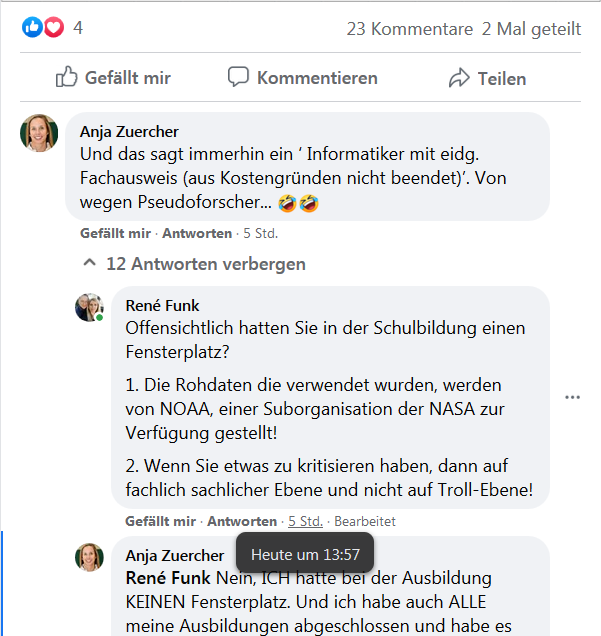 4
23 Kommentare 2 Mal geteilt
Gefällt mir
Kommentieren
Teilen
Anja Zuercher
Und das sagt immerhin ein ‘ Informatiker mit eidg.
Fachausweis (aus Kostengründen nicht beendet)’. Von
wegen Pseudoforscher... 🤣🤣
Gefällt mir · Antworten · 5 Std.
12 Antworten verbergen
René Funk
Offensichtlich hatten Sie in der Schulbildung einen
Fensterplatz?
1. Die Rohdaten die verwendet wurden, werden
von NOAA, einer Suborganisation der NASA zur
Verfügung gestellt!
2. Wenn Sie etwas zu kritisieren haben, dann auf
fachlich sachlicher Ebene und nicht auf Troll-Ebene!
Gefällt mir · Antworten · 5 Std. · Bearbeitet
Anja Zuercher
Heute um 13:57
René Funk Nein, ICH hatte bei der Ausbildung
KEINEN Fensterplatz. Und ich habe auch ALLE
meine Ausbildungen abgeschlossen und habe es